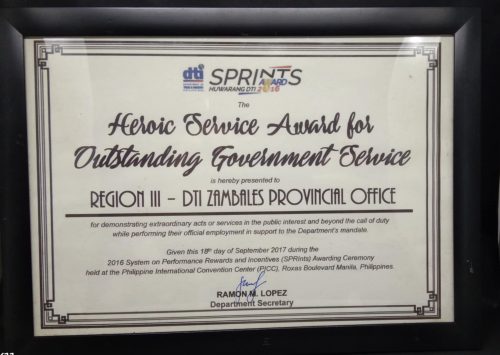 dti
SPRINTS
AWARD
HUWARANG DTI 2016
The
Heroic Service Award for
Outstanding Government Service
is hereby presented to
REGION III – DTI ZAMBALES PROVINCIAL OFFICE
for demonstrating extraordinary acts or services in the public interest and beyond the call of duty
while performing their official employment in support to the Department's mandate.
Given this 18th day of September 2017 during the
2016 System on Performance Rewards and Incentives (SPRInts) Awarding Ceremony
held at the Philippine International Convention Center (PICC), Roxas Boulevard Manila, Philippines.
RAMON M. LOPEZ
Department Secretary